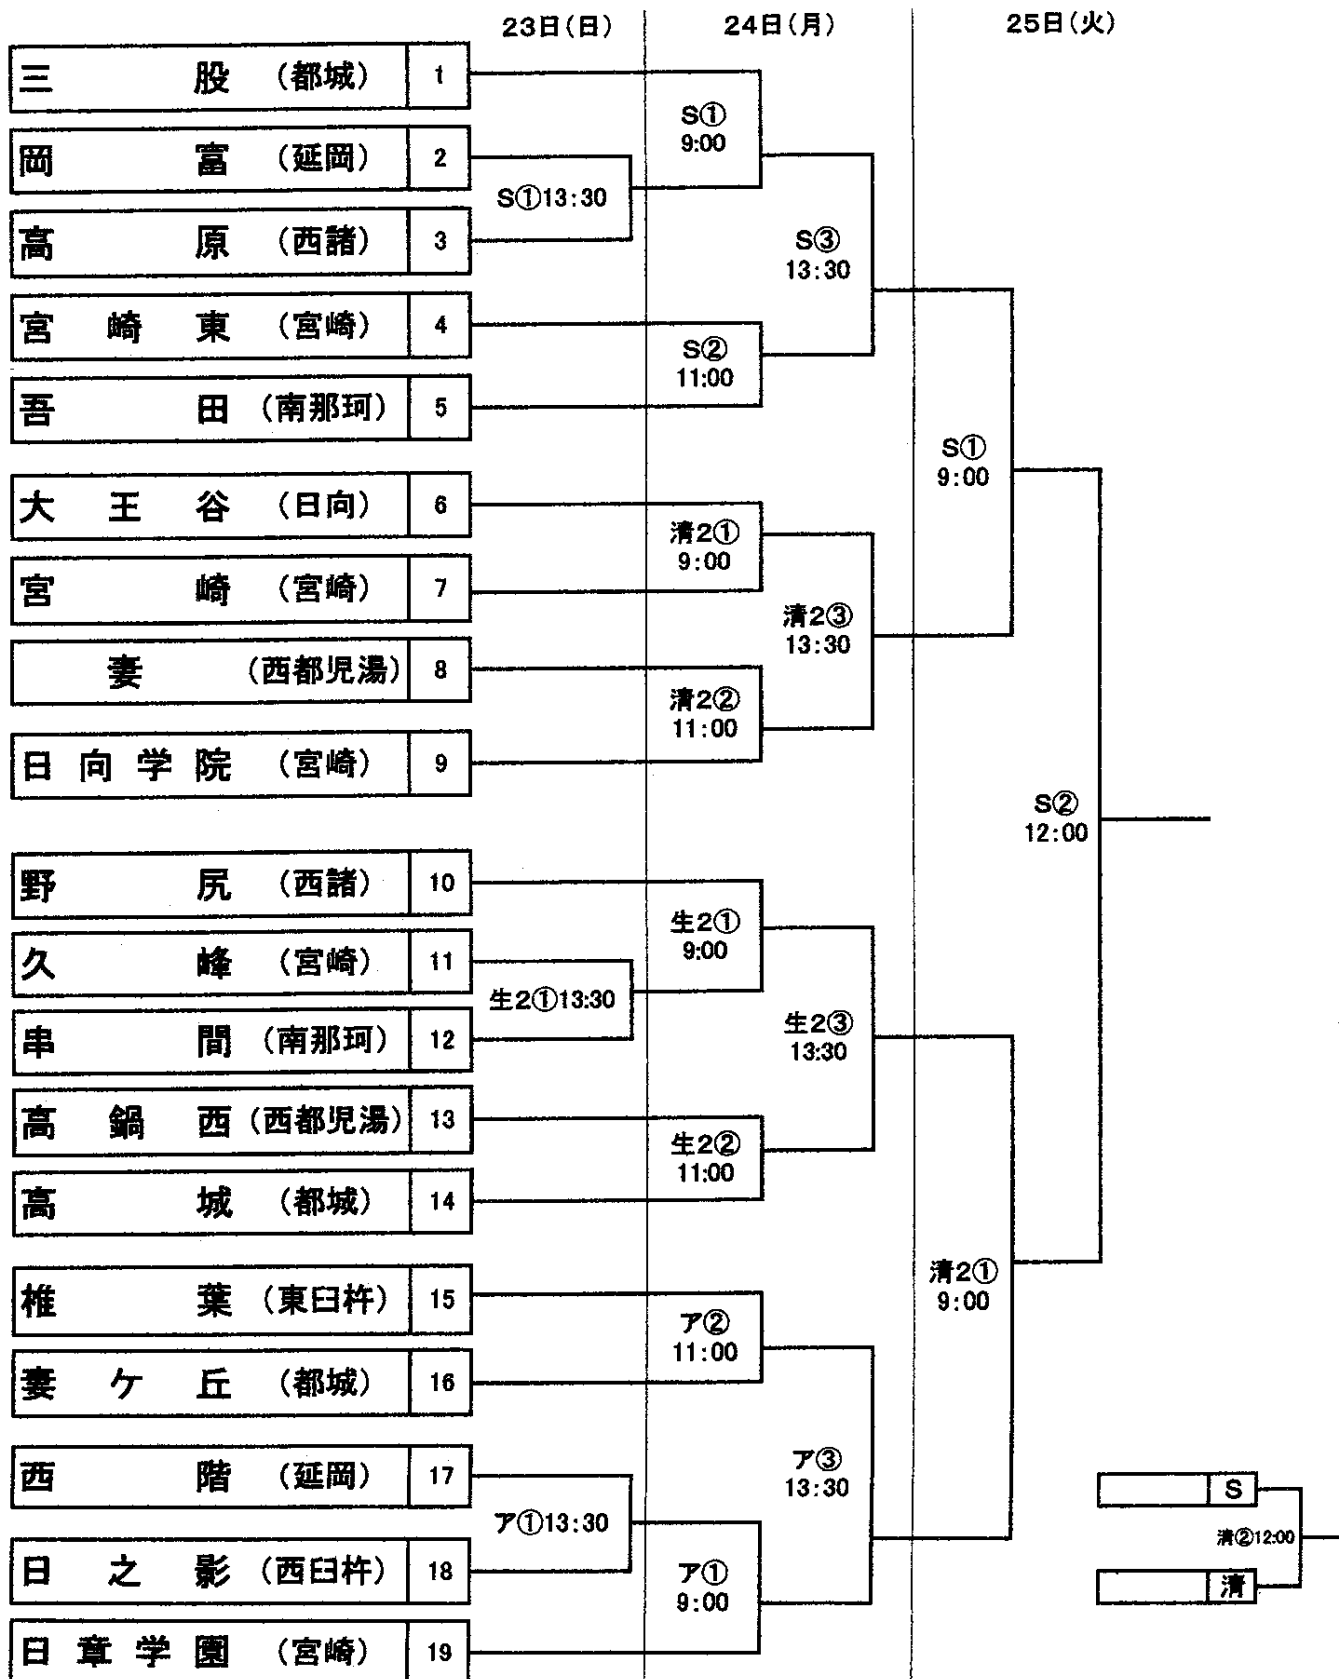 23日(日) 24日(月) 25日(火)
三股 (都城) 1
S①
9:00
岡富 (延岡) 2
S①13:30
高原 (西諸) 3
S③
13:30
宮崎東 (宮崎) 4
S②
11:00
吾田 (南那珂) 5
S①
9:00
大王谷 (日向) 6
清2①
9:00
宮崎 (宮崎) 7
清2③
13:30
妻 (西都児湯) 8
清2②
11:00
日向学院 (宮崎) 9
S②
12:00
野尻 (西諸) 10
生2①
9:00
久峰 (宮崎) 11
生2①13:30
串間 (南那珂) 12
生2③
13:30
高鍋西 (西都児湯) 13
生2②
11:00
高城 (都城) 14
清2①
9:00
椎葉 (東臼杵) 15
ア②
11:00
妻ケ丘 (都城) 16
ア③
13:30
西階 (延岡) 17
S
ア①13:30
清②12:00
日之影 (西臼杵) 18
ア①
9:00
清
日章学園 (宮崎) 19